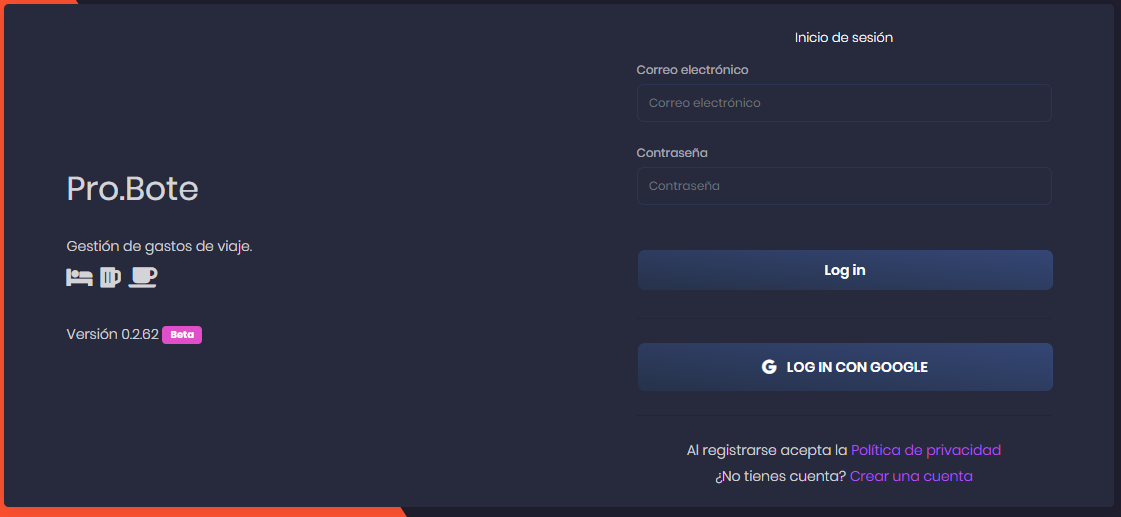 Pro.Bote
Gestión de gastos de viaje.
Versión 0.2.62 Beta
Inicio de sesión
Correo electrónico
Correo electrónico
Contraseña
Contraseña
Log in
LOG IN CON GOOGLE
Al registrarse acepta la Política de privacidad
¿No tienes cuenta? Crear una cuenta